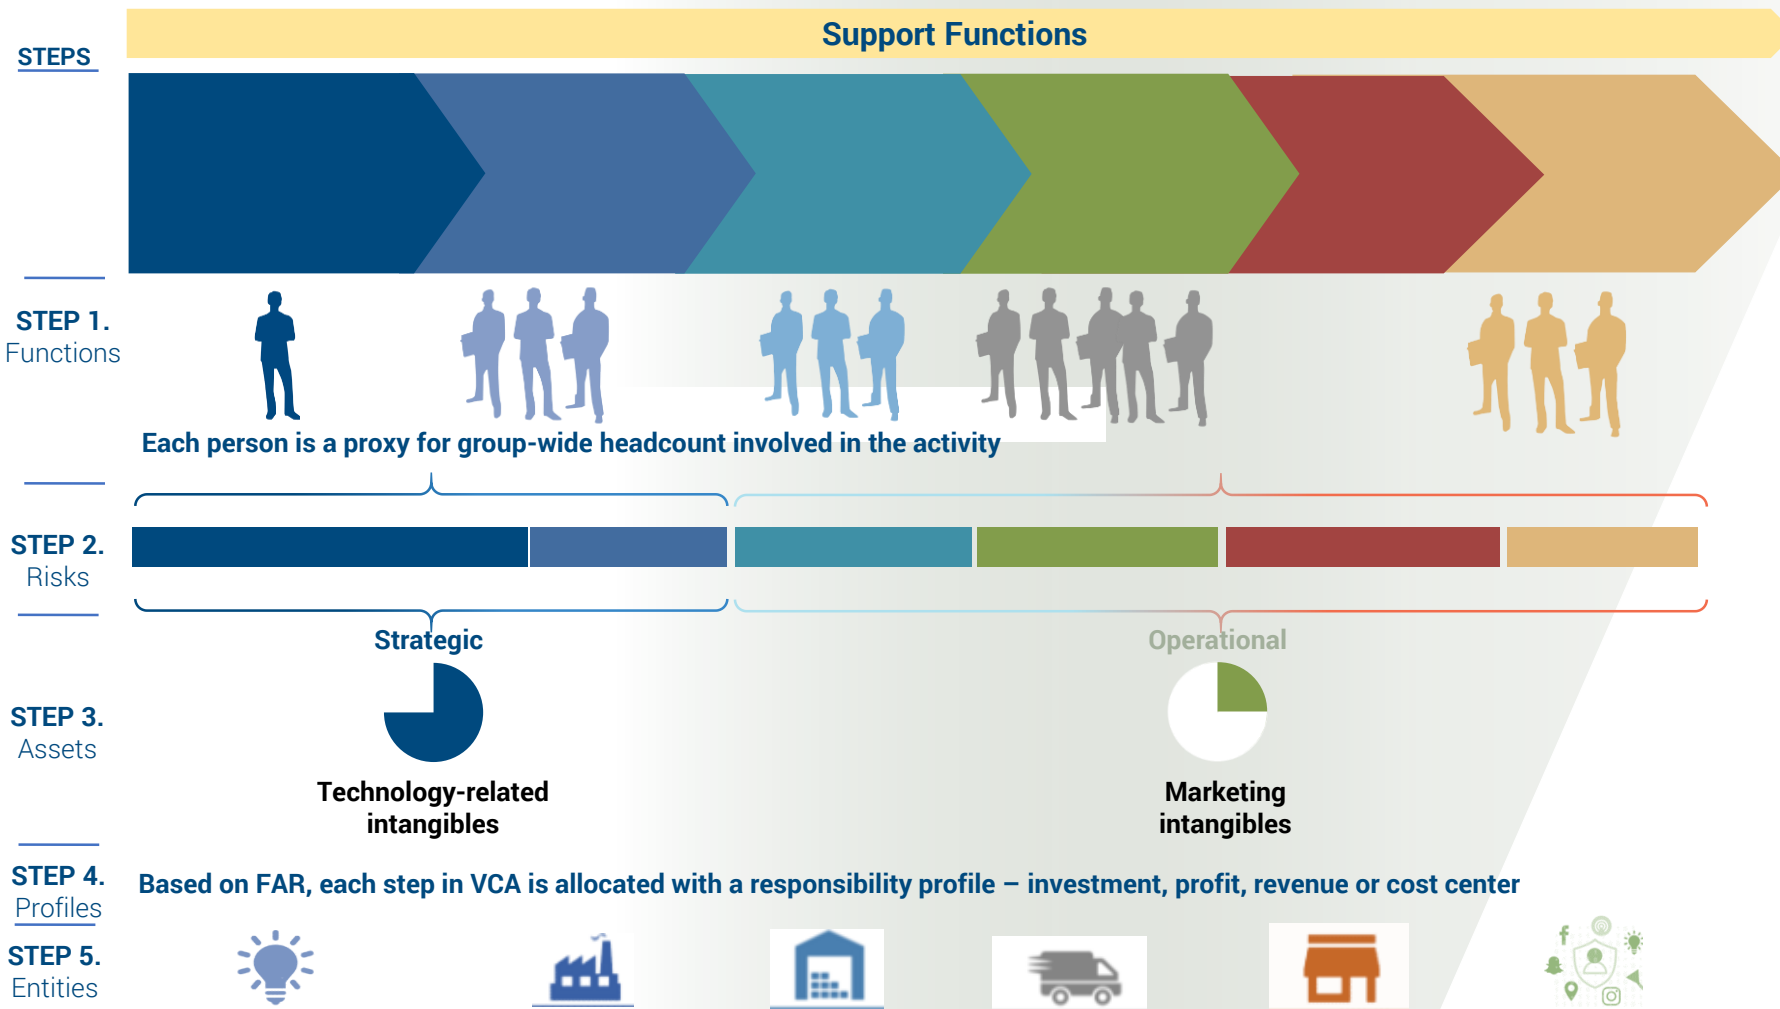 Support Functions
STEPS
STEP 1.
Functions
Each person is a proxy for group-wide headcount involved in the activity
STEP 2.
Risks
Strategic
Operational
STEP 3.
Assets
Technology-related
intangibles
Marketing
intangibles
STEP 4.
Profiles
Based on FAR, each step in VCA is allocated with a responsibility profile – investment, profit, revenue or cost center
STEP 5.
Entities